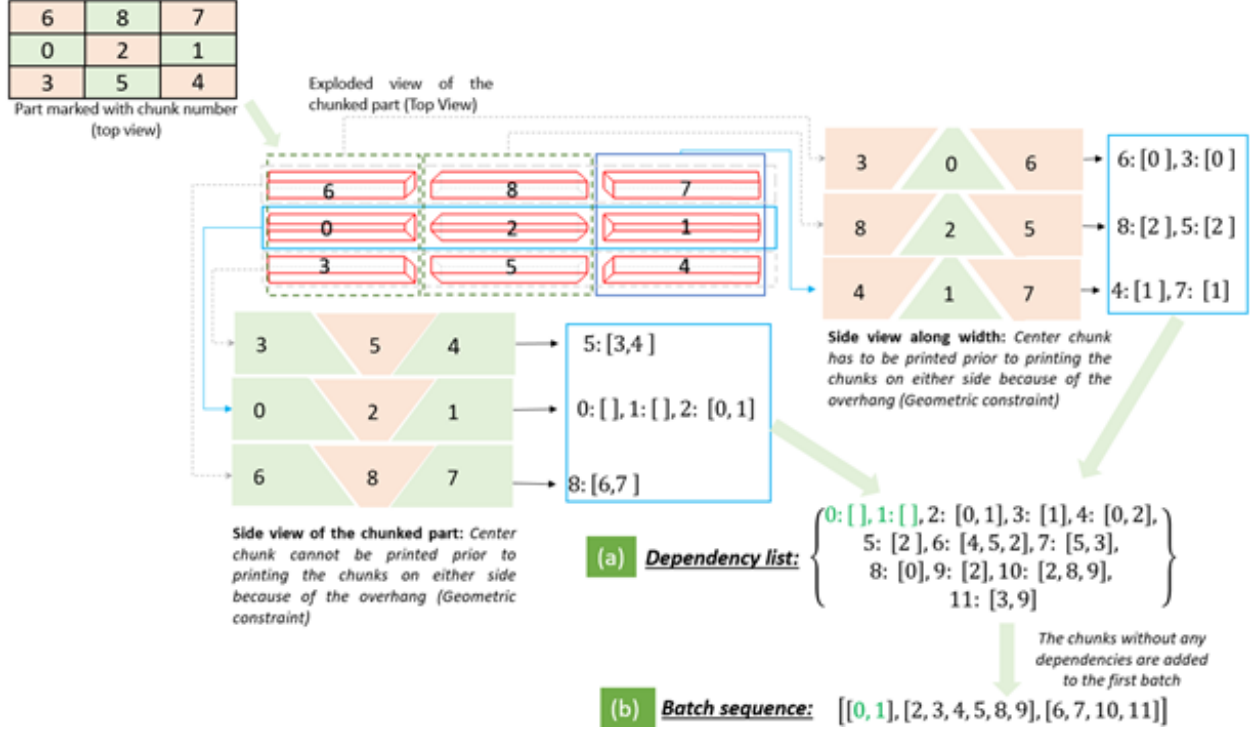 6 8 7
0 2 1
3 5 4
Part marked with chunk number
(top view)
Exploded view of the
chunked part (Top View)
6 8 7
0 2 1
3 5 4
3 0 6
6: [0 ], 3: [0 ]
8 2 5
8: [2 ], 5: [2 ]
4 1 7
4: [1 ], 7: [1]
Side view along width: Center chunk
has to be printed prior to printing the
chunks on either side because of the
overhang (Geometric constraint)
3 5 4
5: [3,4 ]
0 2 1
0: [ ], 1: [ ], 2: [0, 1]
6 8 7
8: [6,7 ]
Side view of the chunked part: Center
chunk cannot be printed prior to
printing the chunks on either side
because of the overhang (Geometric
constraint)
(a) Dependency list:
0: [ ], 1: [ ], 2: [0, 1], 3: [1], 4: [0, 2],
5: [2 ], 6: [4, 5, 2], 7: [5, 3],
8: [0], 9: [2], 10: [2, 8, 9],
11: [3, 9]
The chunks without any
dependencies are added
to the first batch
(b) Batch sequence: [[0, 1], [2, 3, 4, 5, 8, 9], [6, 7, 10, 11]]